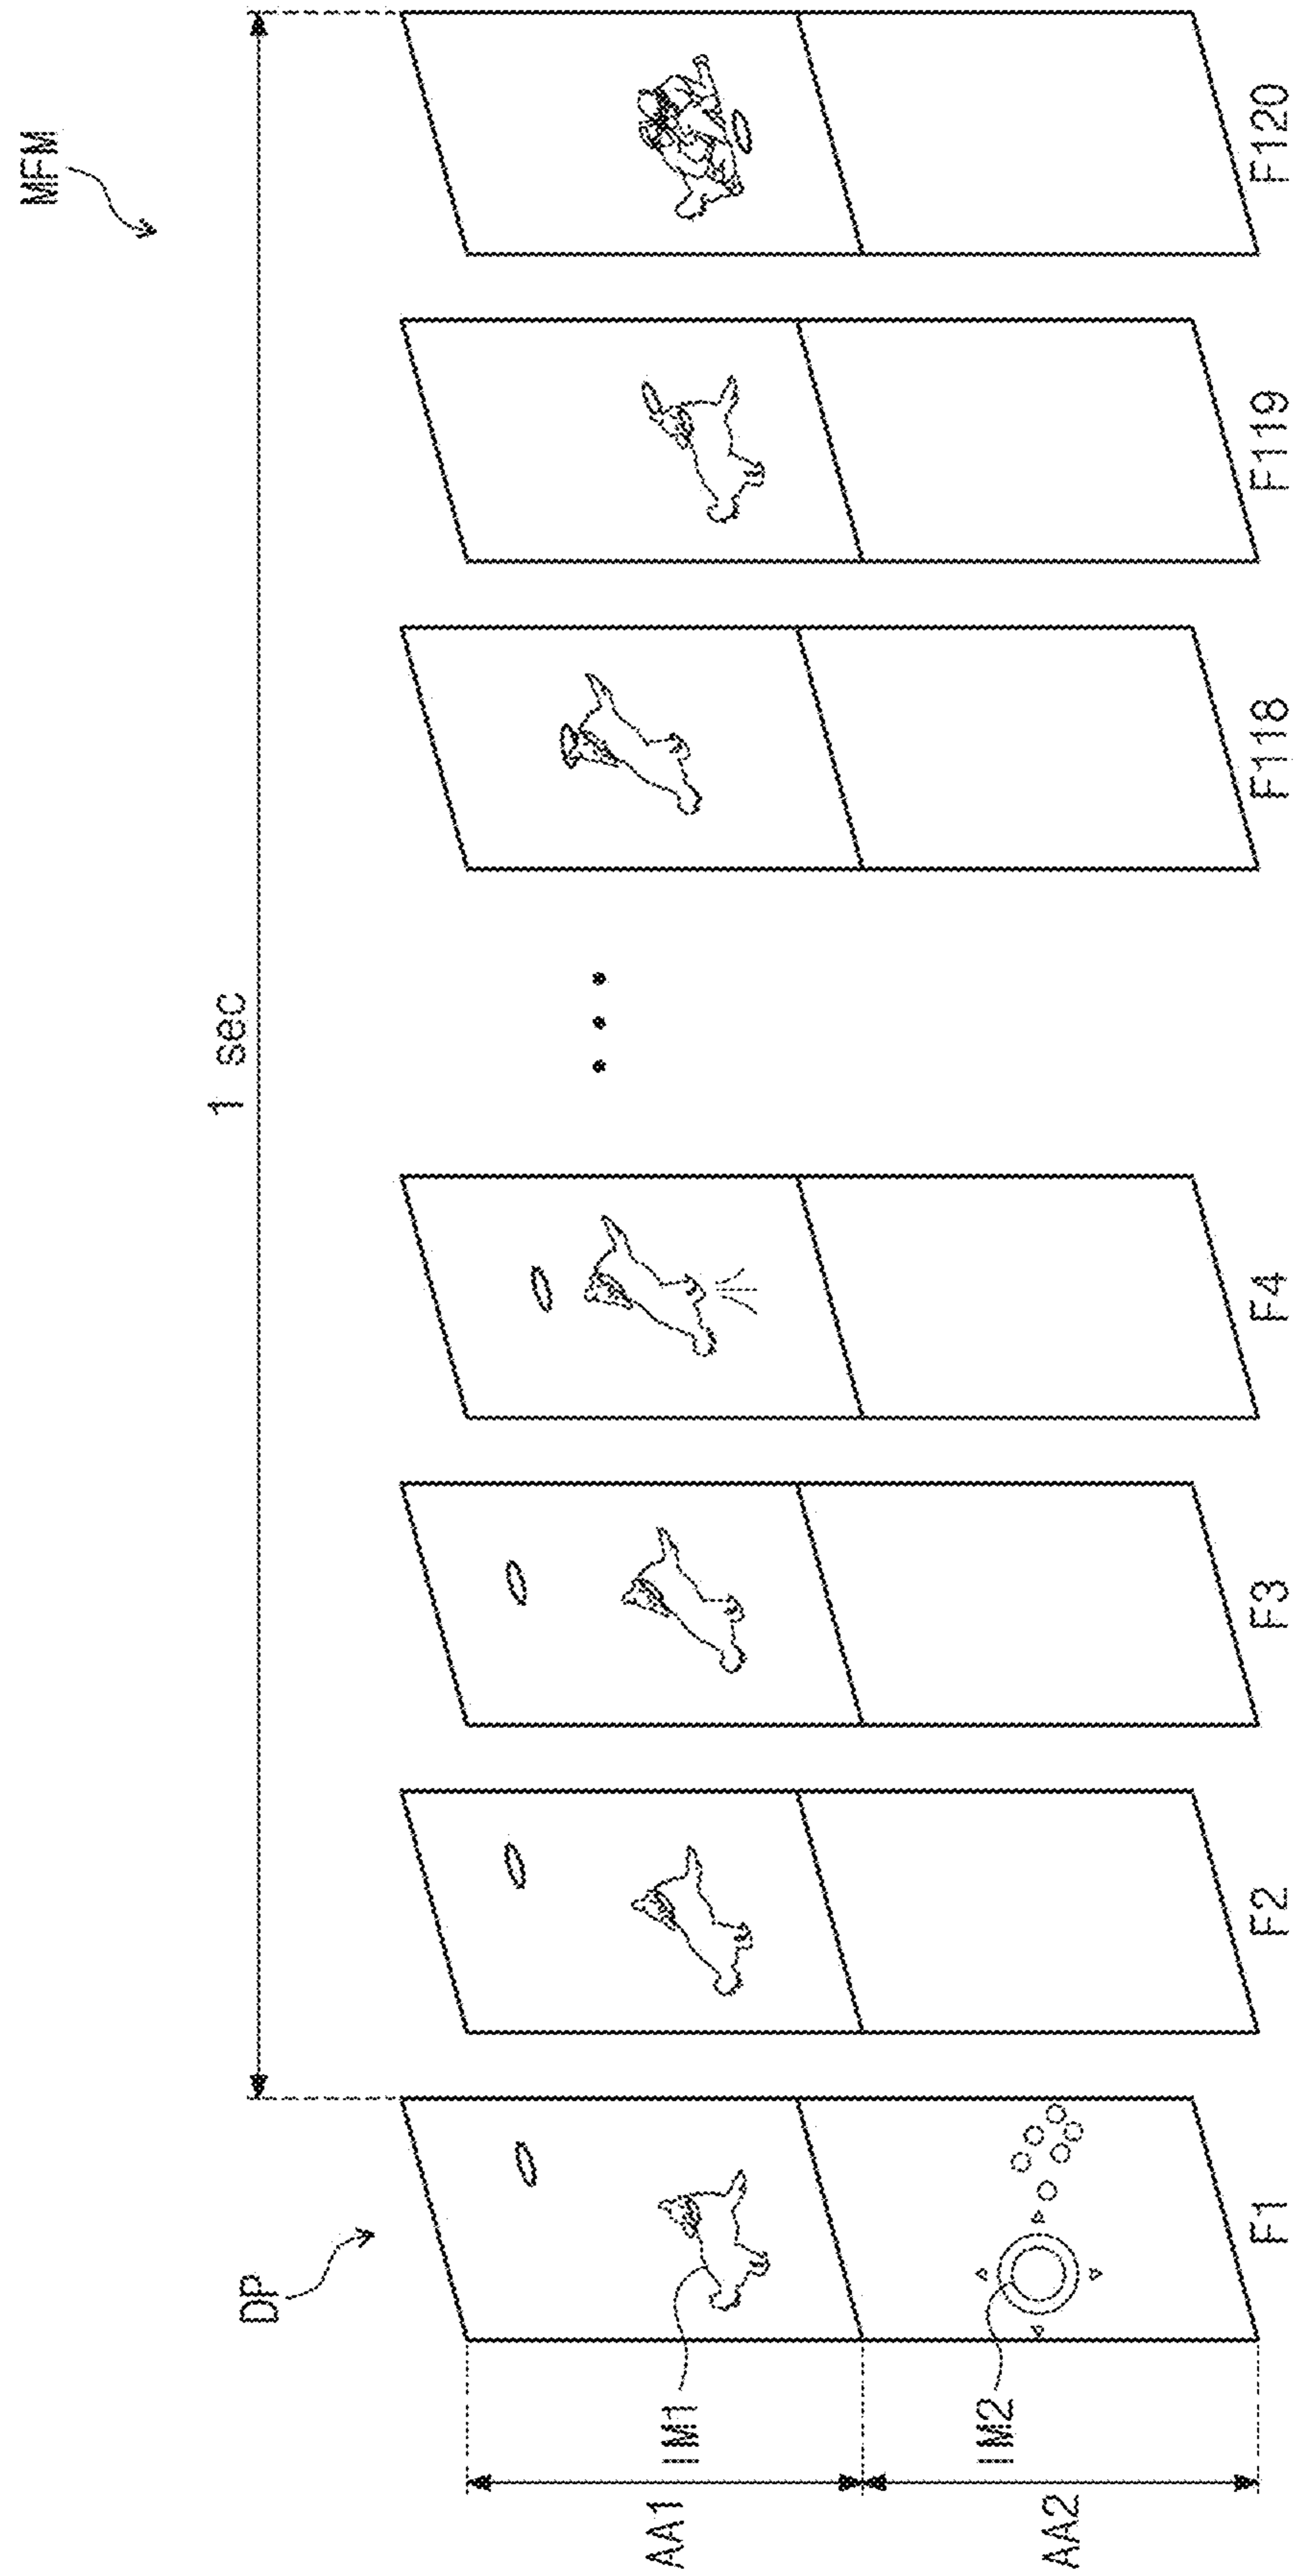 MFM
1 sec
DP
AA1
IM1
AA2
IM2
F1
F2
F3
F4
F118
F119
F120